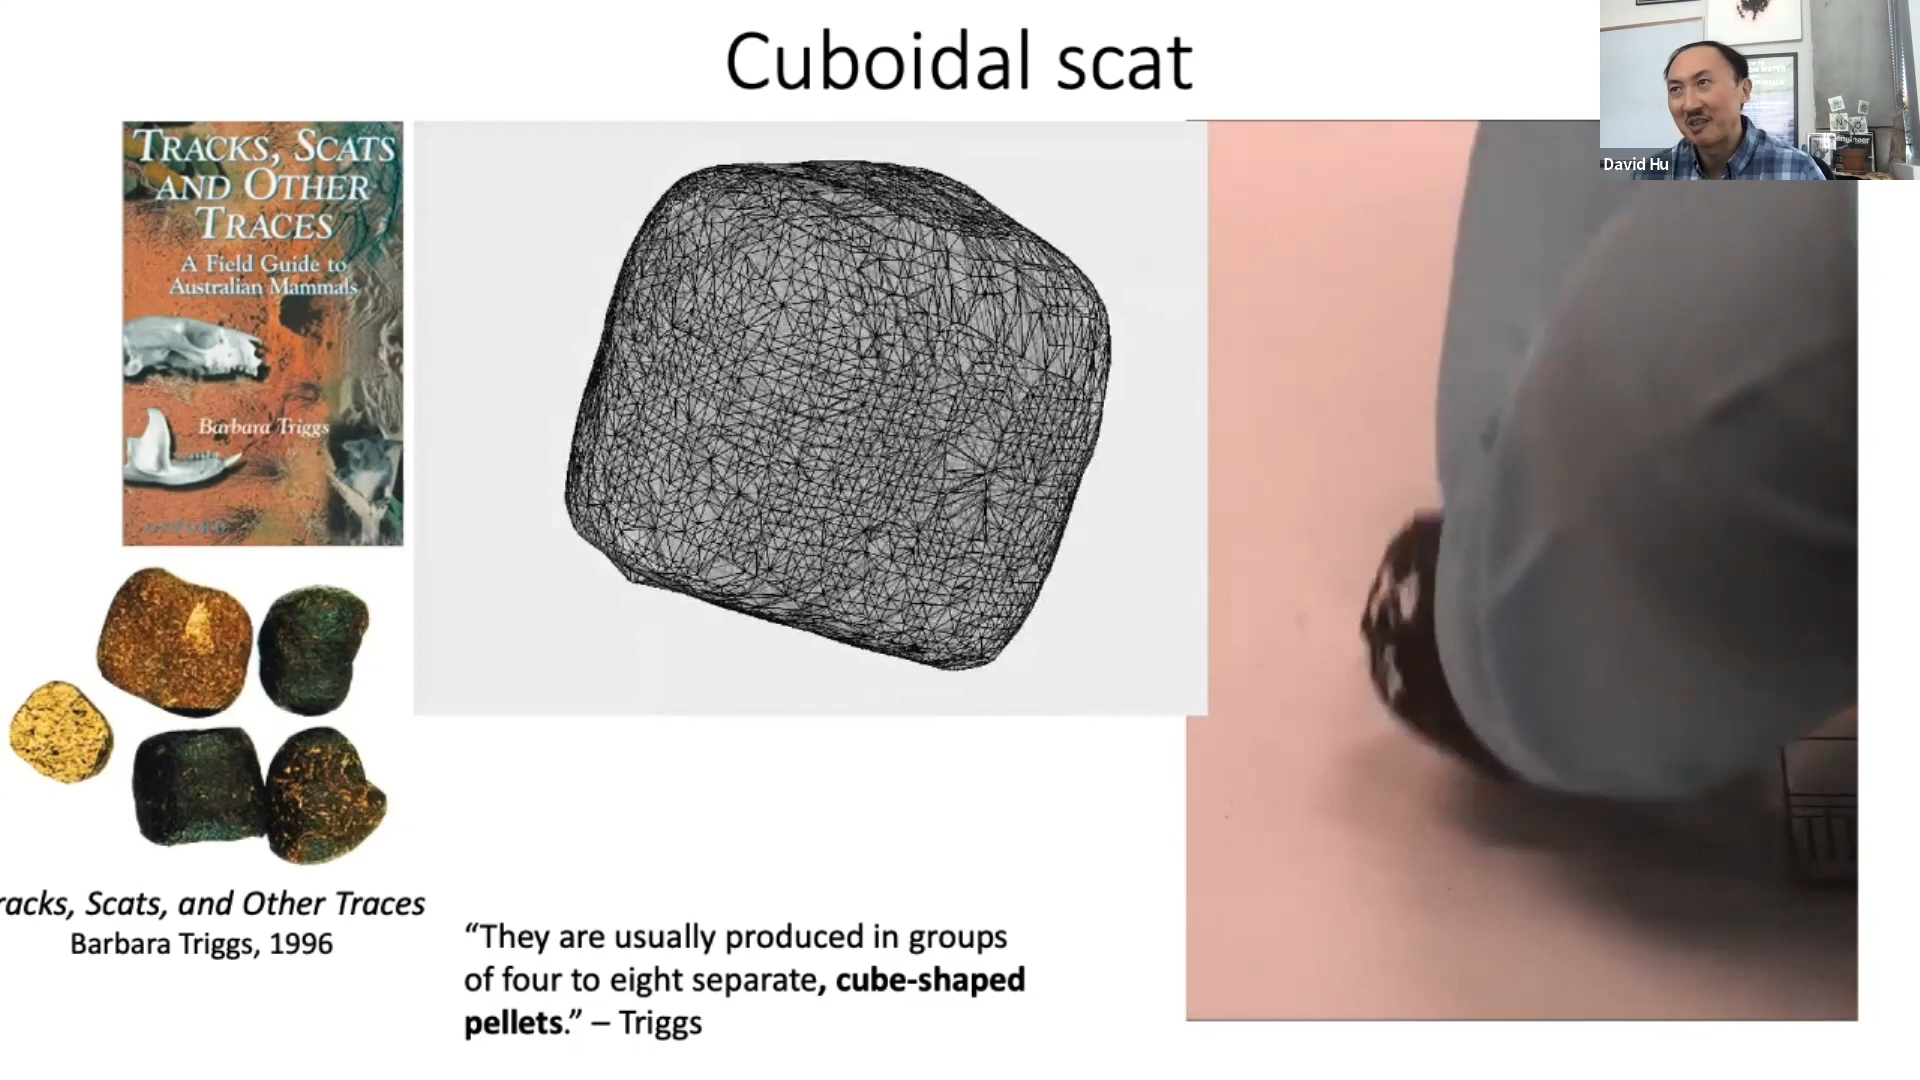 Cuboidal scat
TRACKS, SCATS
AND OTHER
TRACES
A Field Guide to
Australian Mammals
Barbara Triggs
David Hu
racks, Scats, and Other Traces
Barbara Triggs, 1996
“They are usually produced in groups
of four to eight separate, cube-shaped
pellets.” – Triggs